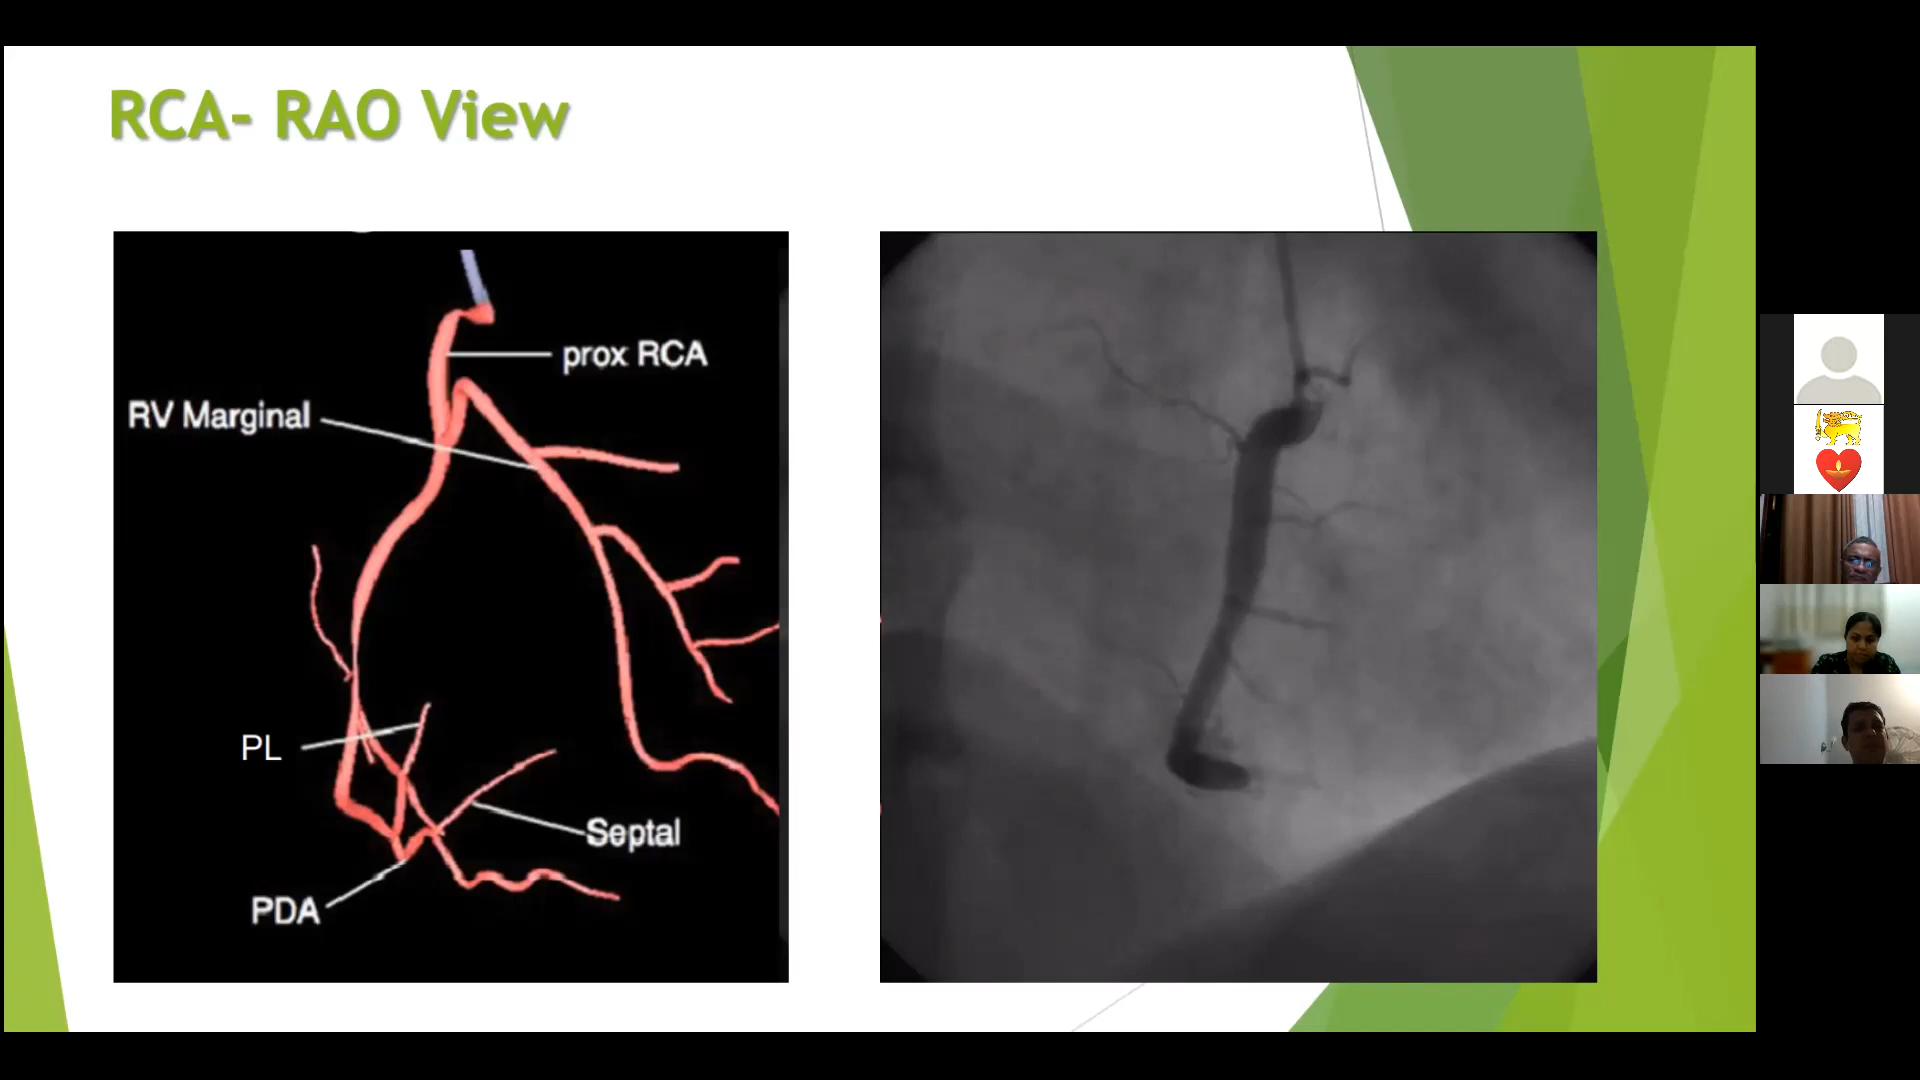 RCA- RAO View
prox RCA
RV Marginal
PL
Septal
PDA